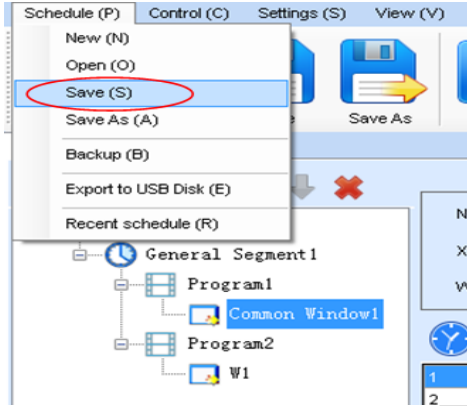 Schedule (P) Control (C) Settings (S) View (V)
New (N)
Open (O)
Save (S)
Save As (A)
Save As
Backup (B)
Export to USB Disk (E)
Recent schedule (R)
General Segment1
Program1
Common Window1
Program2
W1
N
X
W
1
2